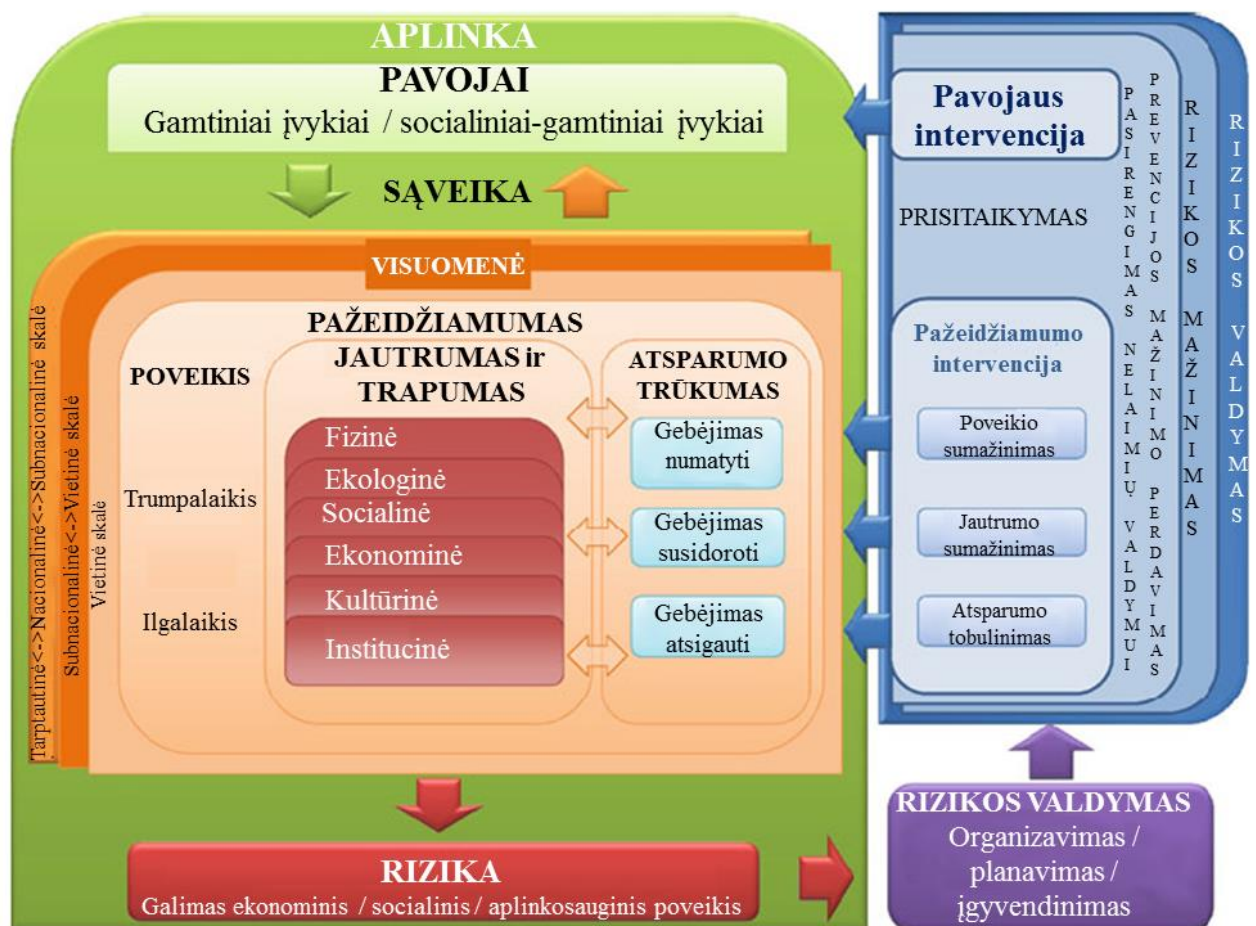 APLINKA
PAVOJAI
Gamtiniai įvykiai / socialiniai-gamtiniai įvykiai
SĄVEIKA
VISUOMENĖ
PAŽEIDŽIAMUMAS
POVEIKIS
Trumpalaikis
Ilgalaikis
JAUTRUMAS ir
TRAPUMAS
Fizinė
Ekologinė
Socialinė
Ekonominė
Kultūrinė
Institucinė
ATSPARUMO
TRŪKUMAS
Gebėjimas
numatyti
Gebėjimas
susidoroti
Gebėjimas
atsigauti
Tarptautinė<->Nacionalinė<->Subnacionalinė skalė
Subnacionalinė<->Vietinė skalė
Vietinė skalė
RIZIKA
Galimas ekonominis / socialinis / aplinkosauginis poveikis
Pavojaus
intervencija
PRISITAIKYMAS
Pažeidžiamumo
intervencija
Poveikio
sumažinimas
Jautrumo
sumažinimas
Atsparumo
tobulinimas
PASIRENGIMAS NELAIMIŲ VALDYMUI
PREVENCIJOS MAŽINIMO PERDAVIMAS
RIZIKOS MAŽINIMAS
RIZIKOS VALDYMAS
RIZIKOS VALDYMAS
Organizavimas /
planavimas /
įgyvendinimas